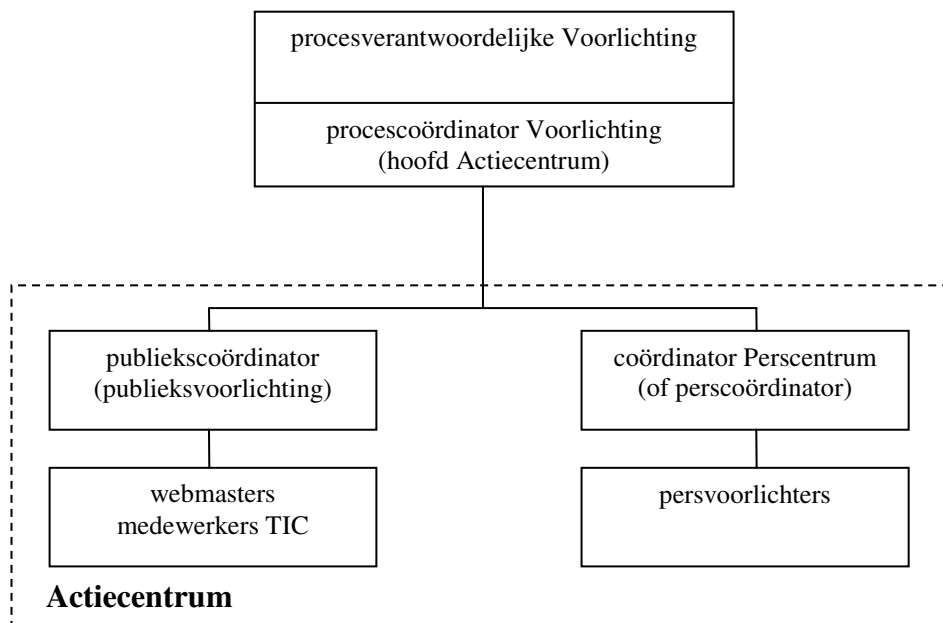 procesverantwoordelijke Voorlichting
procescoördinator Voorlichting
(hoofd Actiecentrum)
publiekscoördinator
(publieksvoorlichting)
coördinator Perscentrum
(of perscoördinator)
webmasters
medewerkers TIC
persvoorlichters
Actiecentrum